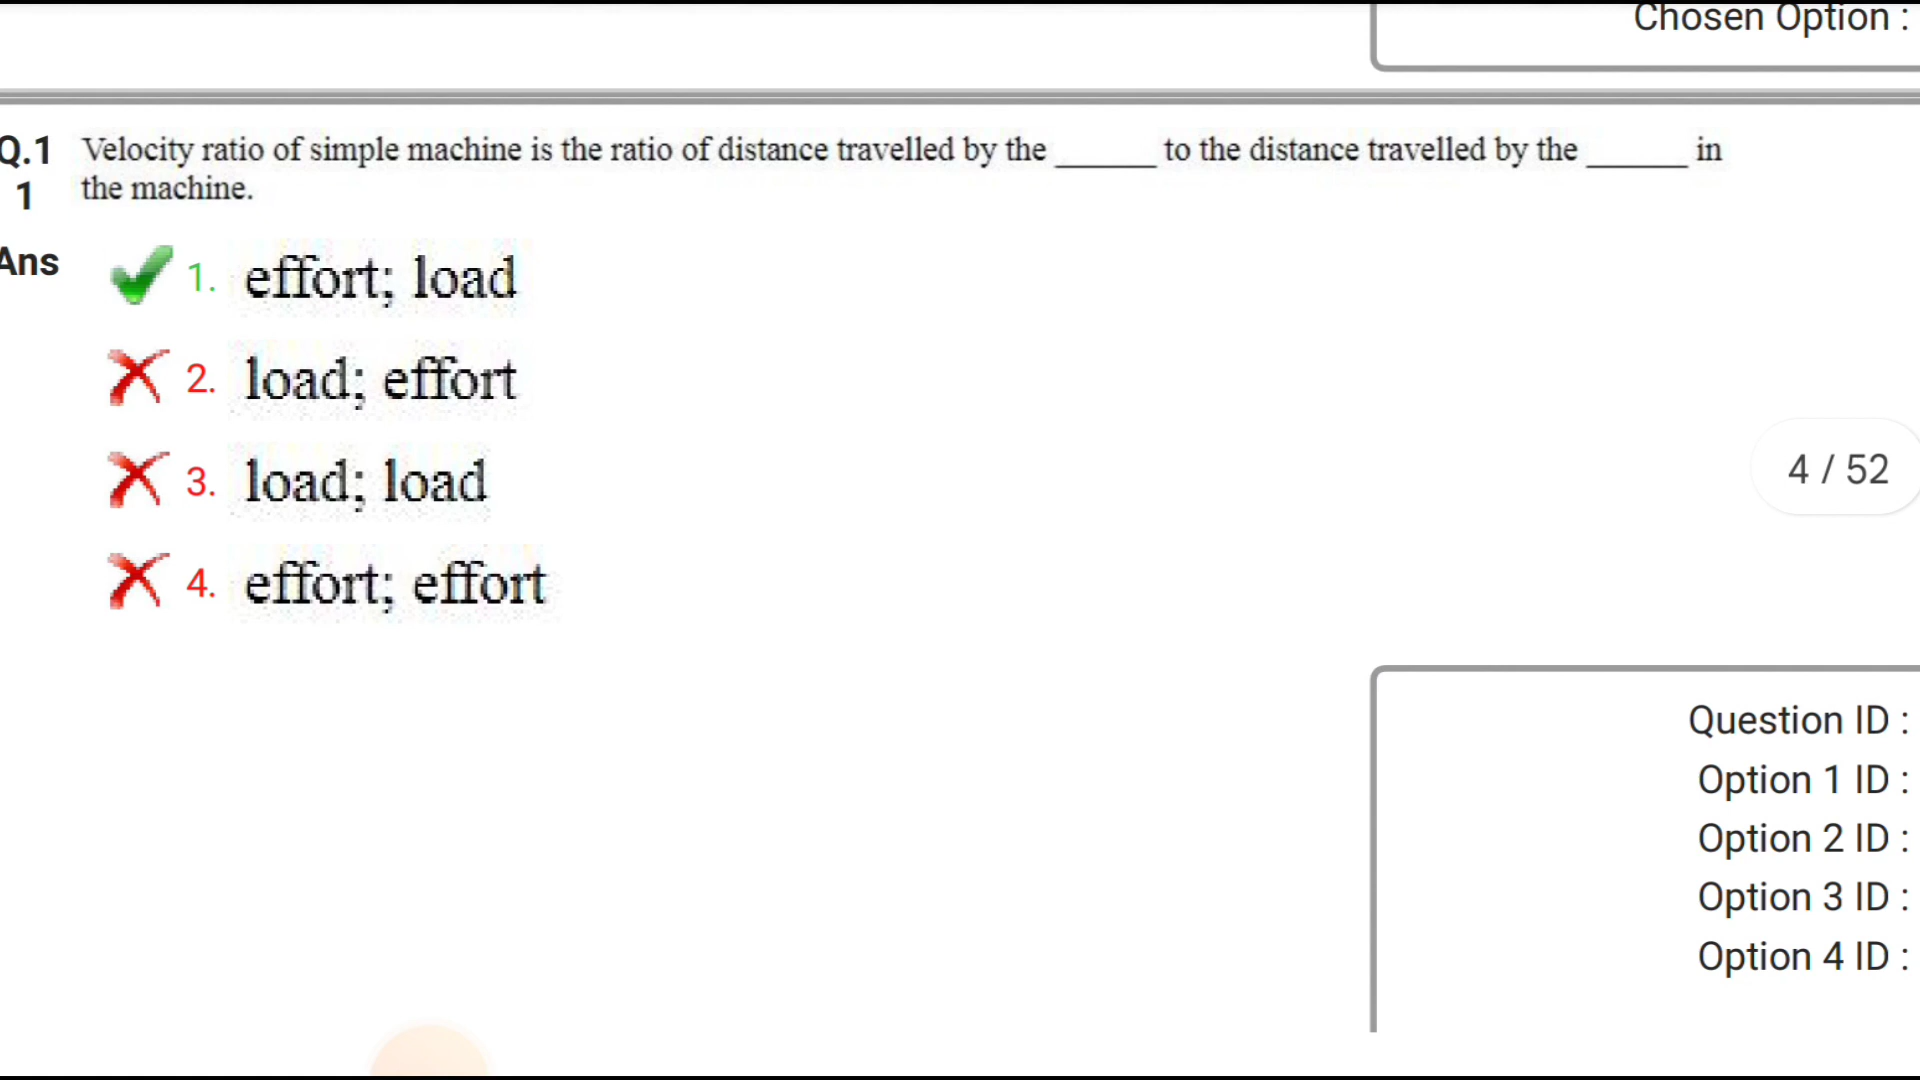 Chosen Option :
Q.1 Velocity ratio of simple machine is the ratio of distance travelled by the ______ to the distance travelled by the ______ in
1 the machine.
Ans 1. effort; load
2. load; effort
3. load; load
4. effort; effort
4 / 52
Question ID :
Option 1 ID :
Option 2 ID :
Option 3 ID :
Option 4 ID :